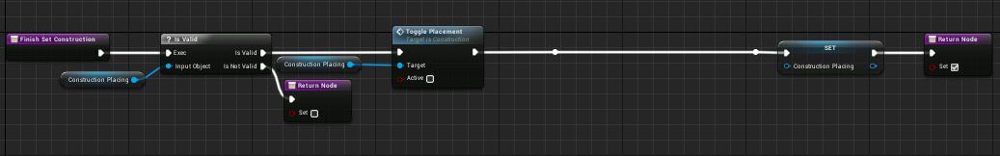 Finish Set Construction
Construction Placing
? Is Valid
Exec
Is Valid
Input Object
Is Not Valid
Construction Placing
Return Node
Set
Toggle Placement
Target is Construction
Target
Active
SET
Construction Placing
Return Node
Set